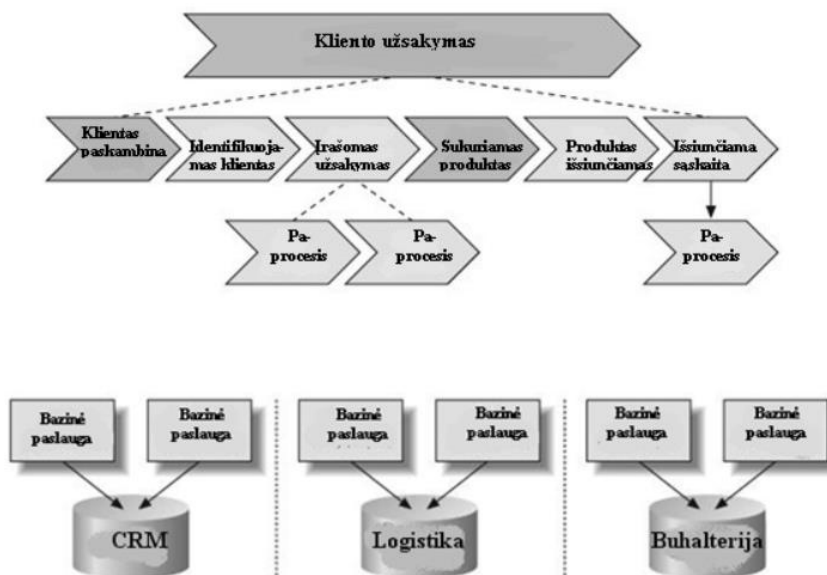 Kliento užsakymas
Klientas
paskambina
Identifikuoja-
mas klientas
Įrašomas
užsakymas
Sukuriamas
produktas
Produktas
išsiunčiamas
Išsiunčiama
sąskaita
Pa-
procesis
Pa-
procesis
Pa-
procesis
Bazinė
paslauga
Bazinė
paslauga
Bazinė
paslauga
Bazinė
paslauga
Bazinė
paslauga
Bazinė
paslauga
CRM
Logistika
Buhalterija